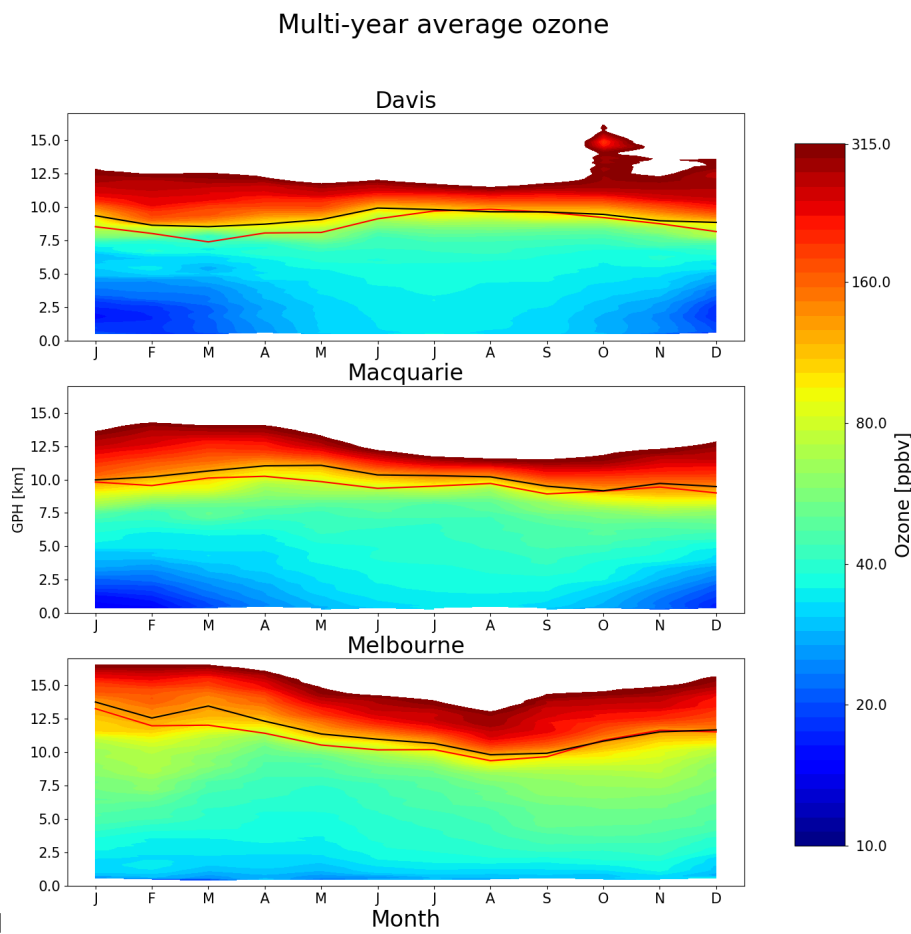 Multi-year average ozone
Davis
15.0
12.5
10.0
7.5
5.0
2.5
0.0
J F M A M J J A S O N D
Macquarie
15.0
12.5
10.0
7.5
5.0
2.5
0.0
GPH [km]
J F M A M J J A S O N D
Melbourne
15.0
12.5
10.0
7.5
5.0
2.5
0.0
J F M A M J J A S O N D
Month
315.0
160.0
80.0
40.0
20.0
10.0
Ozone [ppbv]